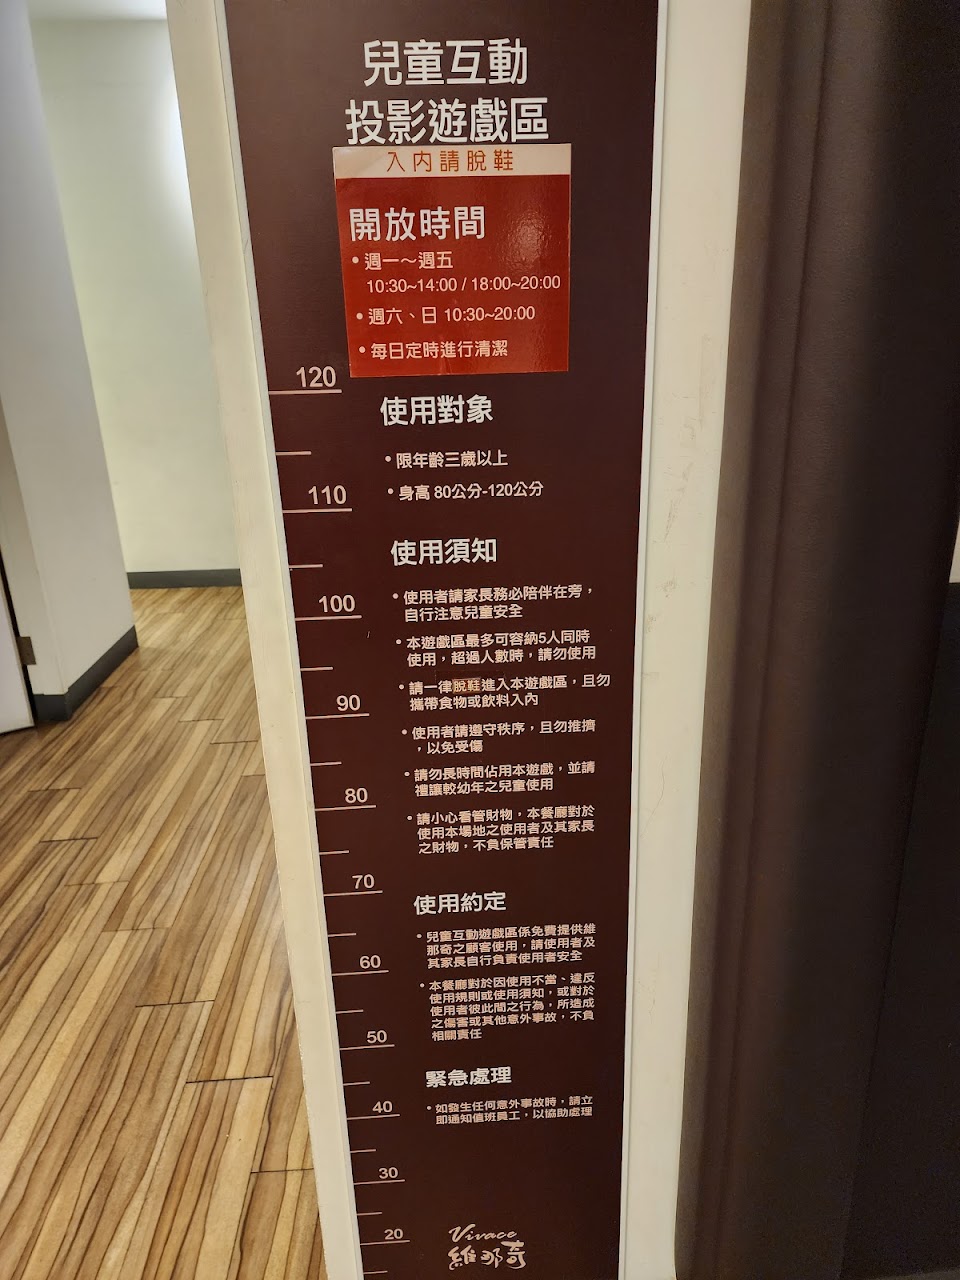 兒童互動
投影遊戲區
入內請脫鞋
開放時間
•週一～週五
10:30~14:00 / 18:00~20:00
•週六、日 10:30~20:00
•每日定時進行清潔
120
使用對象
•限年齡三歲以上
•身高 80公分-120公分
110
使用須知
•使用者請家長務必陪伴在旁，
自行注意兒童安全
100
•本遊戲區最多可容納5人同時
使用，超過人數時，請勿使用
•請一律脫鞋進入本遊戲區，且勿
攜帶食物或飲料入內
90
•使用者請遵守秩序，且勿推擠
，以免受傷
•請勿長時間佔用本遊戲，並請
禮讓較幼年之兒童使用
80
•請小心看管財物，本餐廳對於
使用本場地之使用者及其家長
之財物，不負保管責任
70
使用約定
•兒童互動遊戲區係免費提供維
那奇之顧客使用，請使用者及
其家長自行負責使用者安全
60
•本餐廳對於因使用不當、違反
使用規則或使用須知，或對於
使用者彼此間之行為，所造成
之傷害或其他意外事故，不負
相關責任
50
緊急處理
•如發生任何意外事故時，請立
即通知值班員工，以協助處理
40
30
20
Vivace
維那奇